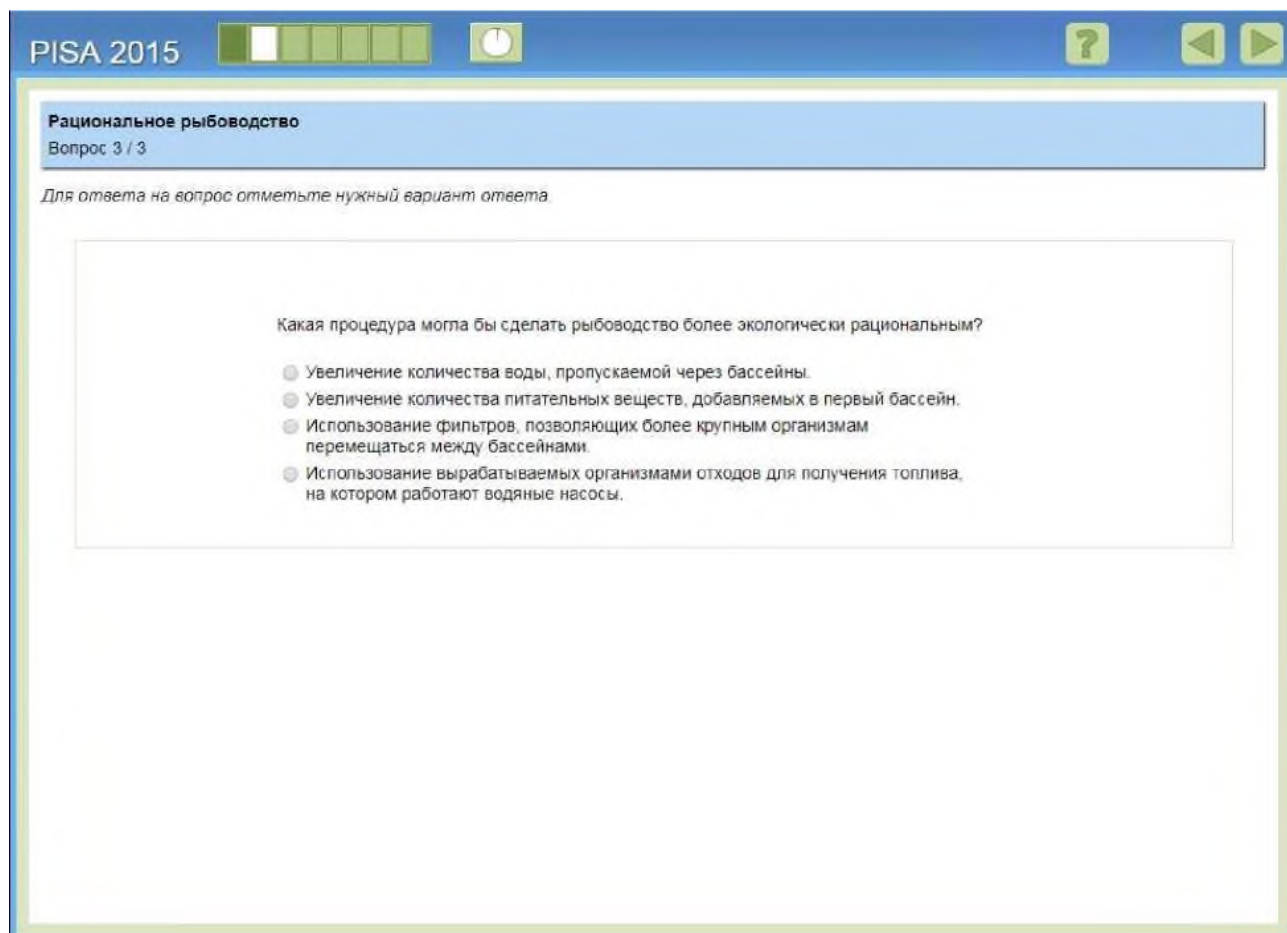 PISA 2015
?
Рациональное рыбоводство
Вопрос 3 / 3
Для ответа на вопрос отметьте нужный вариант ответа
Какая процедура могла бы сделать рыбоводство более экологически рациональным?
Увеличение количества воды, пропускаемой через бассейны.
Увеличение количества питательных веществ, добавляемых в первый бассейн.
Использование фильтров, позволяющих более крупным организмам
перемещаться между бассейнами.
Использование вырабатываемых организмами отходов для получения топлива,
на котором работают водяные насосы.